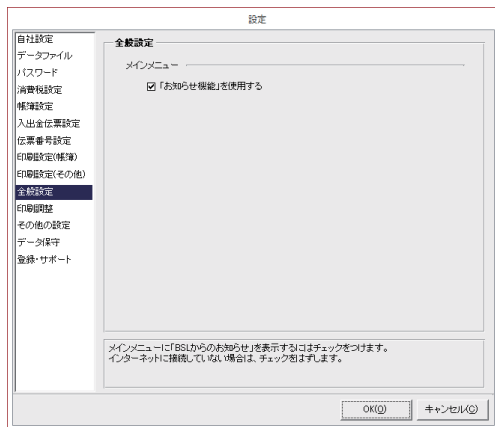 設定
自社設定
データファイル
パスワード
消費税設定
帳簿設定
入出金伝票設定
伝票番号設定
印刷設定(帳簿)
印刷設定(その他)
全般設定
印刷調整
その他の設定
データ保守
登録・サポート
全般設定
メインメニュー
「お知らせ機能」を使用する
メインメニューに「BSLからのお知らせ」を表示するにはチェックをつけます。
インターネットに接続していない場合は、チェックをはずします。
OK(O)
キャンセル(C)